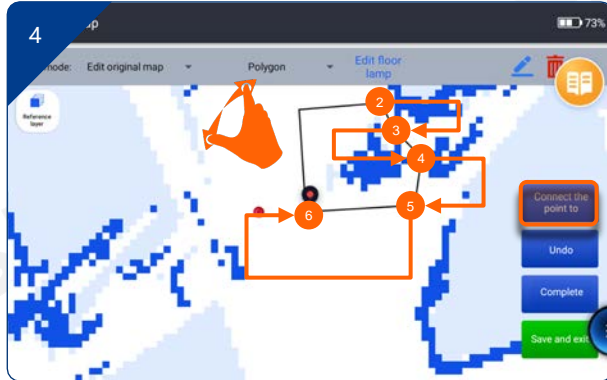 4
ap
73%
mode:
Edit original map
Polygon
Edit floor
lamp
Reference
layer
2
3
4
5
6
Connect the
point to
Undo
Complete
Save and exit